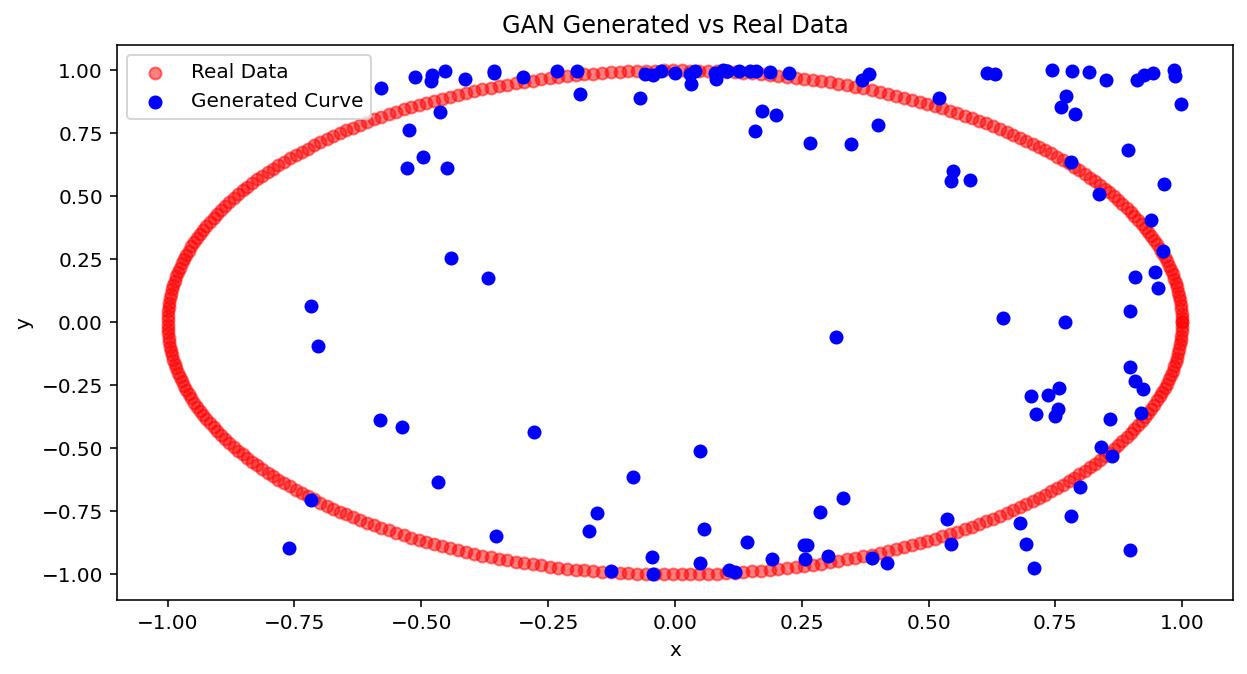 GAN Generated vs Real Data
Real Data
Generated Curve
1.00
0.75
0.50
0.25
0.00
−0.25
−0.50
−0.75
−1.00
y
−1.00 −0.75 −0.50 −0.25 0.00 0.25 0.50 0.75 1.00
x